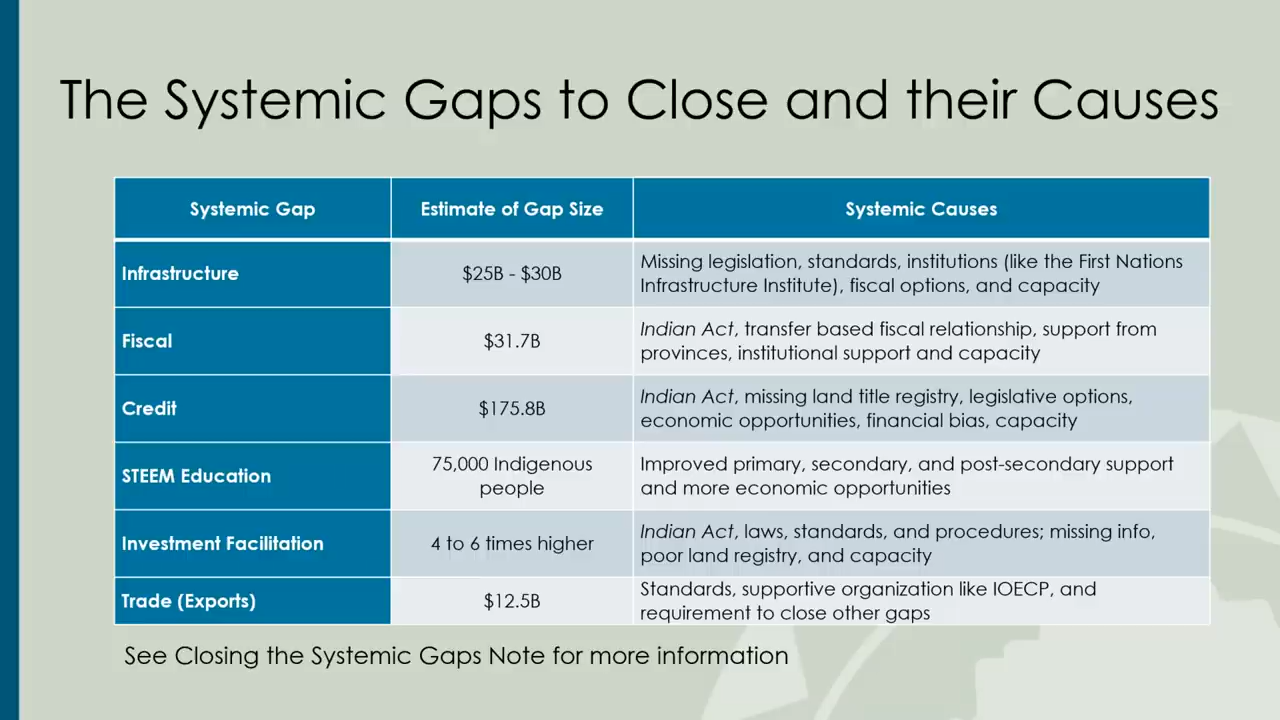 The Systemic Gaps to Close and their Causes
Systemic Gap
Estimate of Gap Size
Systemic Causes
Infrastructure
$25B - $30B
Missing legislation, standards, institutions (like the First Nations
Infrastructure Institute), fiscal options, and capacity
Fiscal
$31.7B
Indian Act, transfer based fiscal relationship, support from
provinces, institutional support and capacity
Credit
$175.8B
Indian Act, missing land title registry, legislative options,
economic opportunities, financial bias, capacity
STEEM Education
75,000 Indigenous
people
Improved primary, secondary, and post-secondary support
and more economic opportunities
Investment Facilitation
4 to 6 times higher
Indian Act, laws, standards, and procedures; missing info,
poor land registry, and capacity
Trade (Exports)
$12.5B
Standards, supportive organization like IOECP, and
requirement to close other gaps
See Closing the Systemic Gaps Note for more information